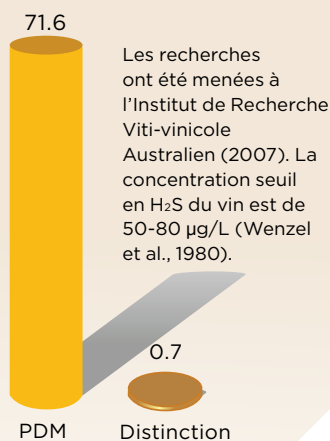 71.6
Les recherches
ont été menées à
l’Institut de Recherche
Viti-vinicole
Australien (2007). La
concentration seuil
en H₂S du vin est de
50-80 µg/L (Wenzel
et al., 1980).
0.7
PDM
Distinction